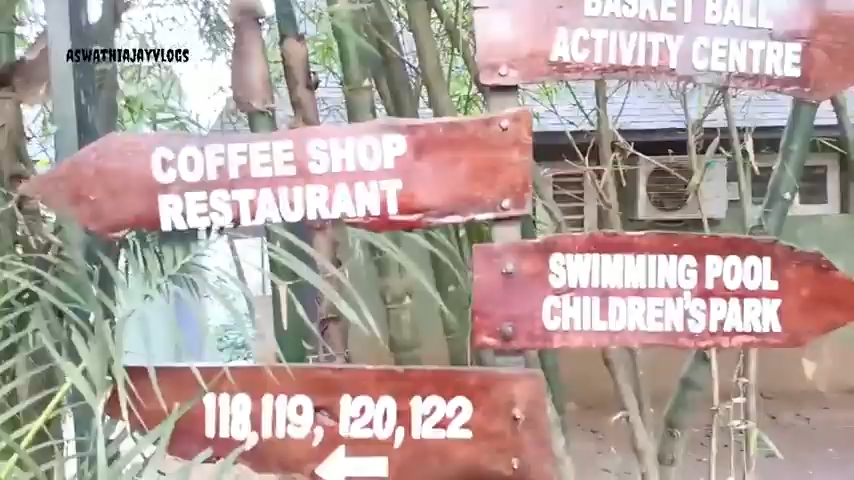 BASKET BALL
ACTIVITY CENTRE
ASWATHIAJAYVLOGS
COFFEE SHOP
RESTAURANT
SWIMMING POOL
CHILDREN'S PARK
118,119, 120, 122